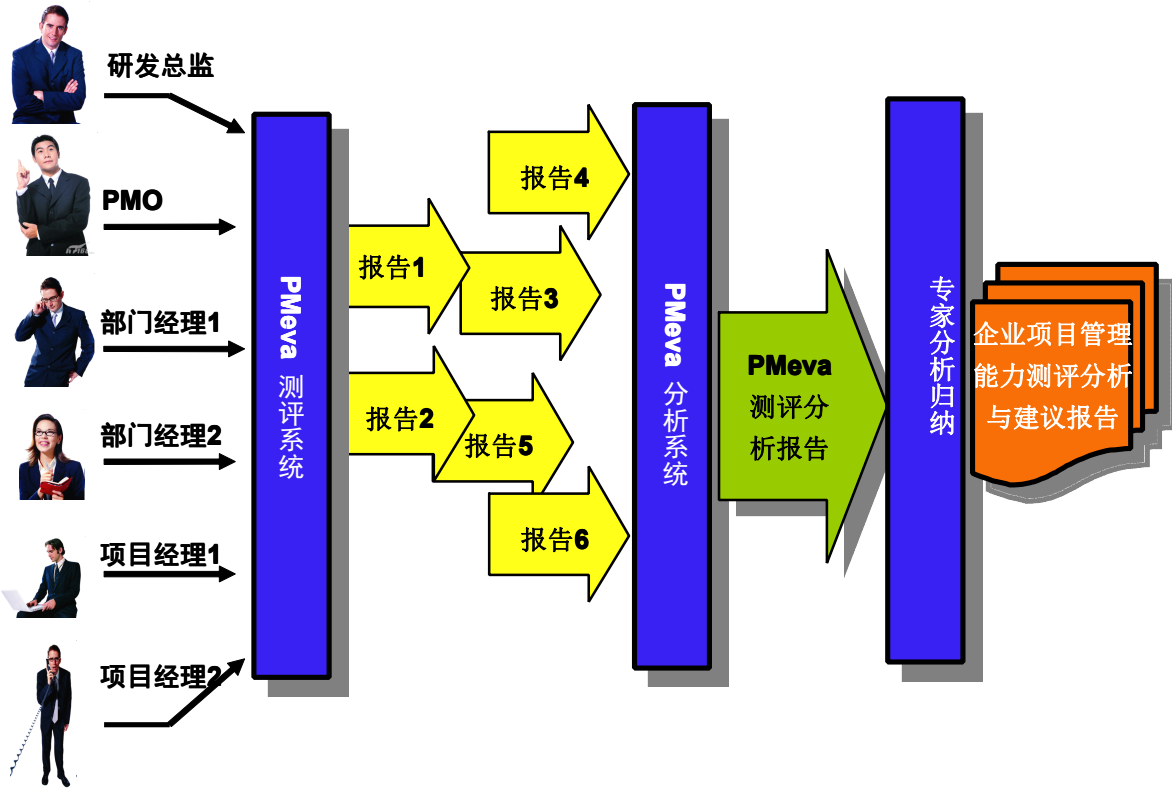 研发总监
PMO
部门经理1
部门经理2
项目经理1
项目经理2
PMeva 测评系统
报告1
报告2
报告4
报告3
报告5
报告6
PMeva 分析系统
PMeva
测评分
析报告
专家分析归纳
企业项目管理
能力测评分析
与建议报告